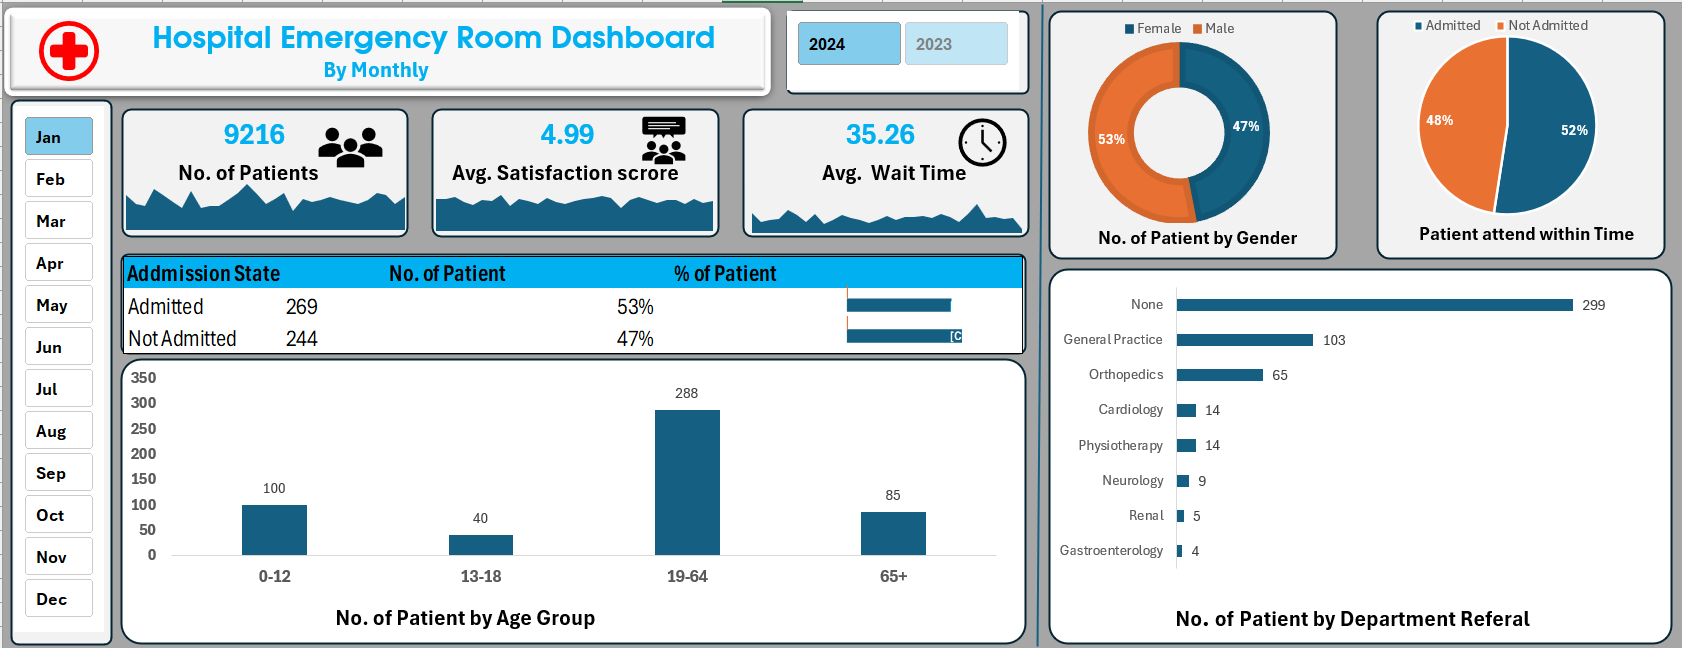 Hospital Emergency Room Dashboard
By Monthly
2024
2023
Jan
Feb
Mar
Apr
May
Jun
Jul
Aug
Sep
Oct
Nov
Dec
9216
No. of Patients
4.99
Avg. Satisfaction scrore
35.26
Avg. Wait Time
Addmission State No. of Patient % of Patient
Admitted 269 53%
Not Admitted 244 47%
[C
350
300
250
200
150
100
50
0
100
40
288
85
0-12 13-18 19-64 65+
No. of Patient by Age Group
Female Male
53%
47%
No. of Patient by Gender
Admitted Not Admitted
48%
52%
Patient attend within Time
None 299
General Practice 103
Orthopedics 65
Cardiology 14
Physiotherapy 14
Neurology 9
Renal 5
Gastroenterology 4
No. of Patient by Department Referal